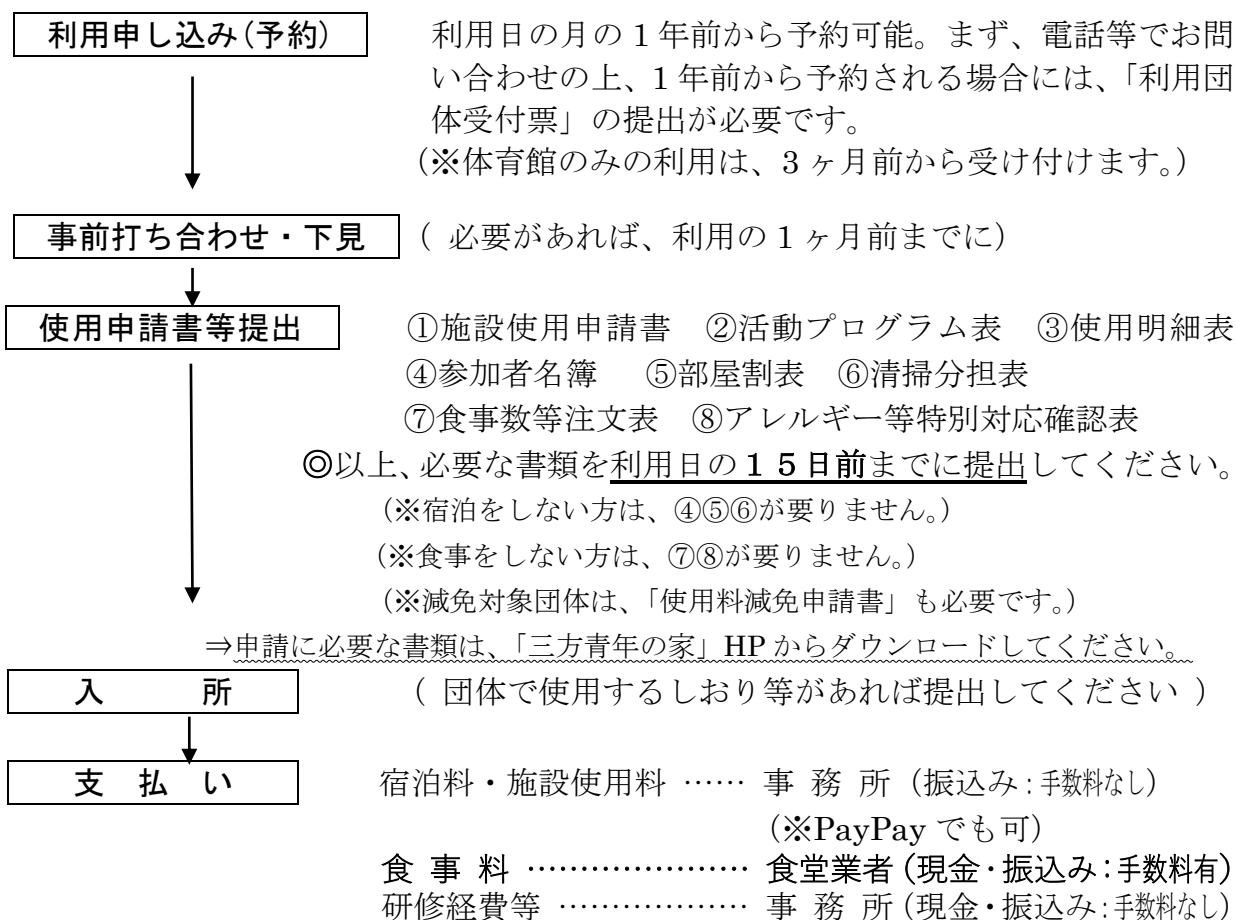 利用申し込み(予約)　利用日の月の1年前から予約可能。まず、電話等でお問
い合わせの上、1年前から予約される場合には、「利用団
体受付票」の提出が必要です。
(※体育館のみの利用は、3ヶ月前から受け付けます。)
事前打ち合わせ・下見　( 必要があれば、利用の1ヶ月前までに)
使用申請書等提出　①施設使用申請書　②活動プログラム表　③使用明細表
④参加者名簿　⑤部屋割表　⑥清掃分担表
⑦食事数等注文表　⑧アレルギー等特別対応確認表
◎以上、必要な書類を利用日の15日前までに提出してください。
(※宿泊をしない方は、④⑤⑥が要りません。)
(※食事をしない方は、⑦⑧が要りません。)
(※減免対象団体は、「使用料減免申請書」も必要です。)
⇒申請に必要な書類は、「三方青年の家」HPからダウンロードしてください。
入　所　( 団体で使用するしおり等があれば提出してください )
支 払 い　宿泊料・施設使用料 …… 事 務 所 (振込み:手数料なし)
(※PayPayでも可)
食 事 料 ………………… 食堂業者(現金・振込み:手数料有)
研修経費等 ……………… 事 務 所(現金・振込み:手数料なし)